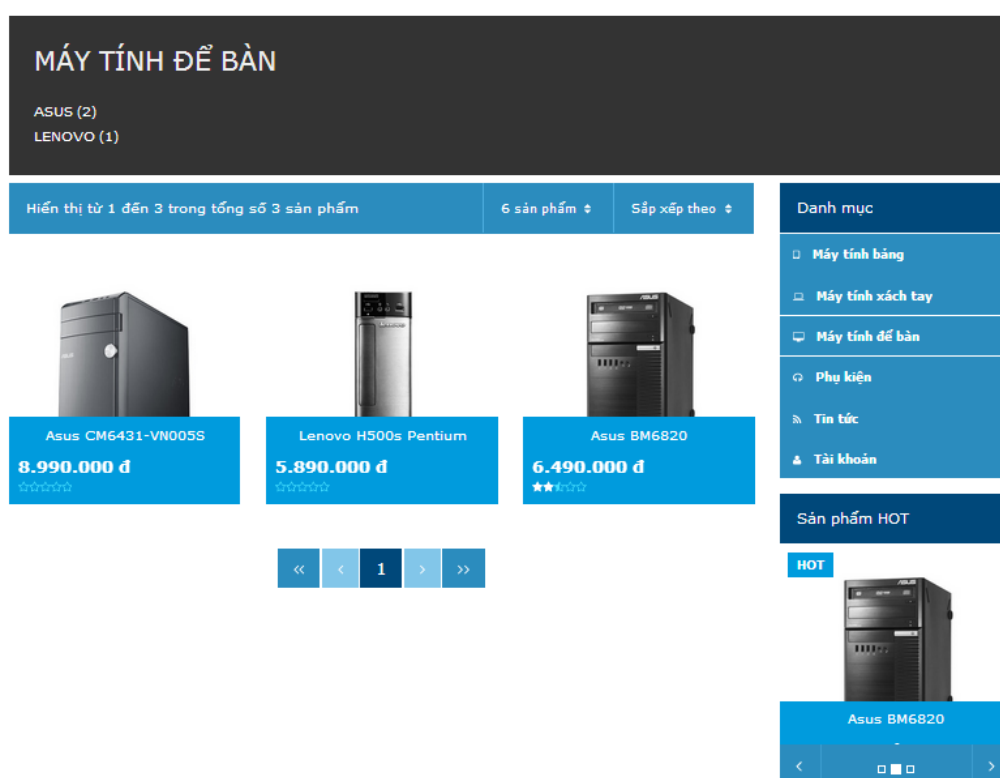 MÁY TÍNH ĐỂ BÀN
ASUS (2)
LENOVO (1)
Hiển thị từ 1 đến 3 trong tổng số 3 sản phẩm
6 sản phẩm
Sắp xếp theo
Asus CM6431-VN005S
8.990.000 đ
Lenovo H500s Pentium
5.890.000 đ
Asus BM6820
6.490.000 đ
« ‹ 1 › »
Danh mục
Máy tính bảng
Máy tính xách tay
Máy tính để bàn
Phụ kiện
Tin tức
Tài khoản
Sản phẩm HOT
HOT
Asus BM6820